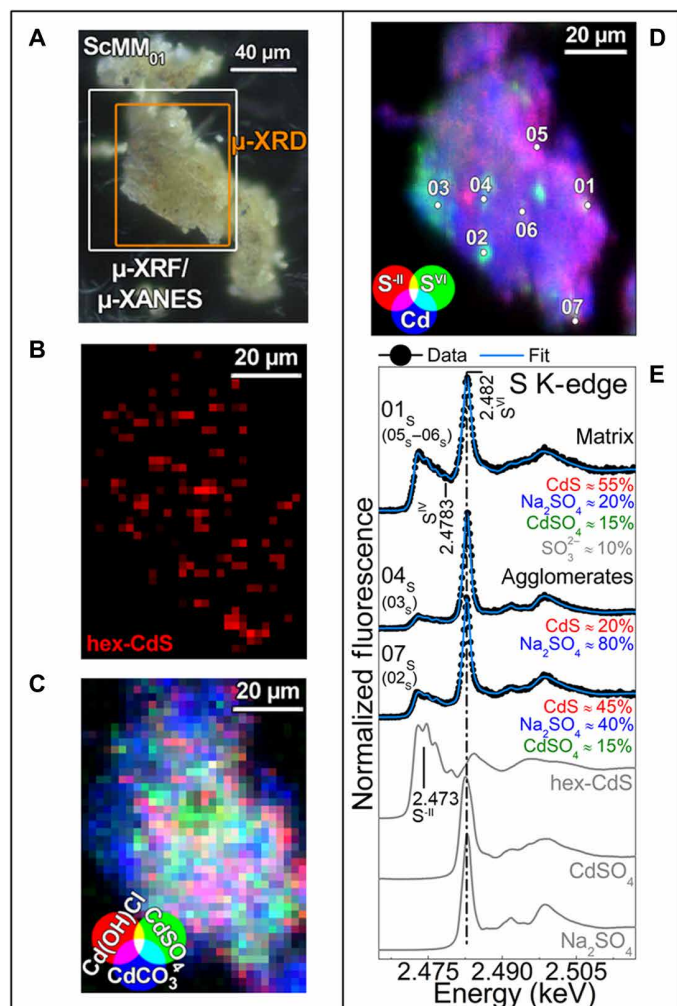 A
ScMM01
40 µm
µ-XRD
µ-XRF/
µ-XANES
B
20 µm
hex-CdS
C
20 µm
Cd(OH)Cl
CdSO4
CdCO3
D
20 µm
05
03
04
01
06
02
07
S-II
SVI
Cd
Data
Fit
E
S K-edge
2.482
SVI
01S
(05S–06S)
Matrix
CdS ≈ 55%
Na2SO4 ≈ 20%
CdSO4 ≈ 15%
SO32− ≈ 10%
SIV
2.4783
04S
(03S)
Agglomerates
CdS ≈ 20%
Na2SO4 ≈ 80%
07S
(02S)
CdS ≈ 45%
Na2SO4 ≈ 40%
CdSO4 ≈ 15%
hex-CdS
2.473
S-II
CdSO4
Na2SO4
Normalized fluorescence
2.475 2.490 2.505
Energy (keV)